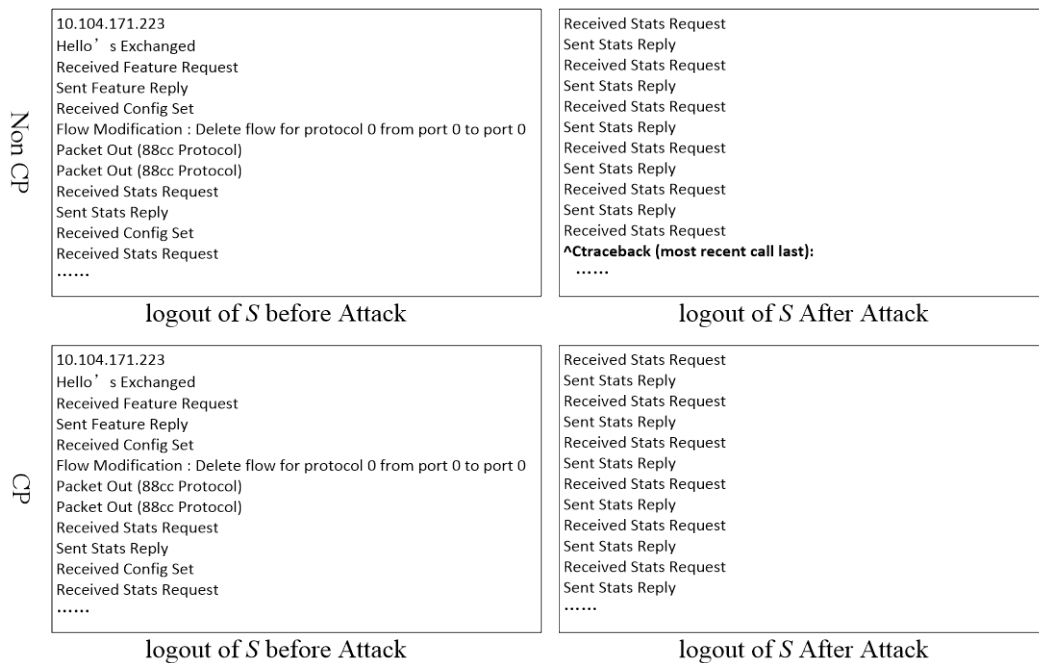 Non CP
10.104.171.223
Hello’s Exchanged
Received Feature Request
Sent Feature Reply
Received Config Set
Flow Modification : Delete flow for protocol 0 from port 0 to port 0
Packet Out (88cc Protocol)
Packet Out (88cc Protocol)
Received Stats Request
Sent Stats Reply
Received Config Set
Received Stats Request
……
logout of S before Attack
Received Stats Request
Sent Stats Reply
Received Stats Request
Sent Stats Reply
Received Stats Request
Sent Stats Reply
Received Stats Request
Sent Stats Reply
Received Stats Request
Sent Stats Reply
Received Stats Request
^Ctraceback (most recent call last):
……
logout of S After Attack
CP
10.104.171.223
Hello’s Exchanged
Received Feature Request
Sent Feature Reply
Received Config Set
Flow Modification : Delete flow for protocol 0 from port 0 to port 0
Packet Out (88cc Protocol)
Packet Out (88cc Protocol)
Received Stats Request
Sent Stats Reply
Received Config Set
Received Stats Request
……
logout of S before Attack
Received Stats Request
Sent Stats Reply
Received Stats Request
Sent Stats Reply
Received Stats Request
Sent Stats Reply
Received Stats Request
Sent Stats Reply
Received Stats Request
Sent Stats Reply
Received Stats Request
Sent Stats Reply
……
logout of S After Attack